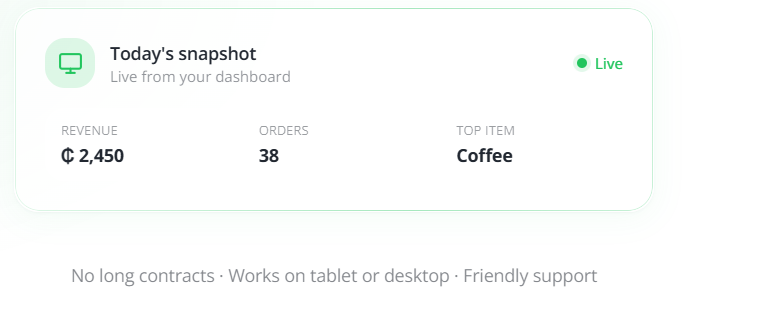 Today's snapshot
Live from your dashboard
Live
REVENUE ORDERS TOP ITEM
₵ 2,450 38 Coffee
No long contracts · Works on tablet or desktop · Friendly support